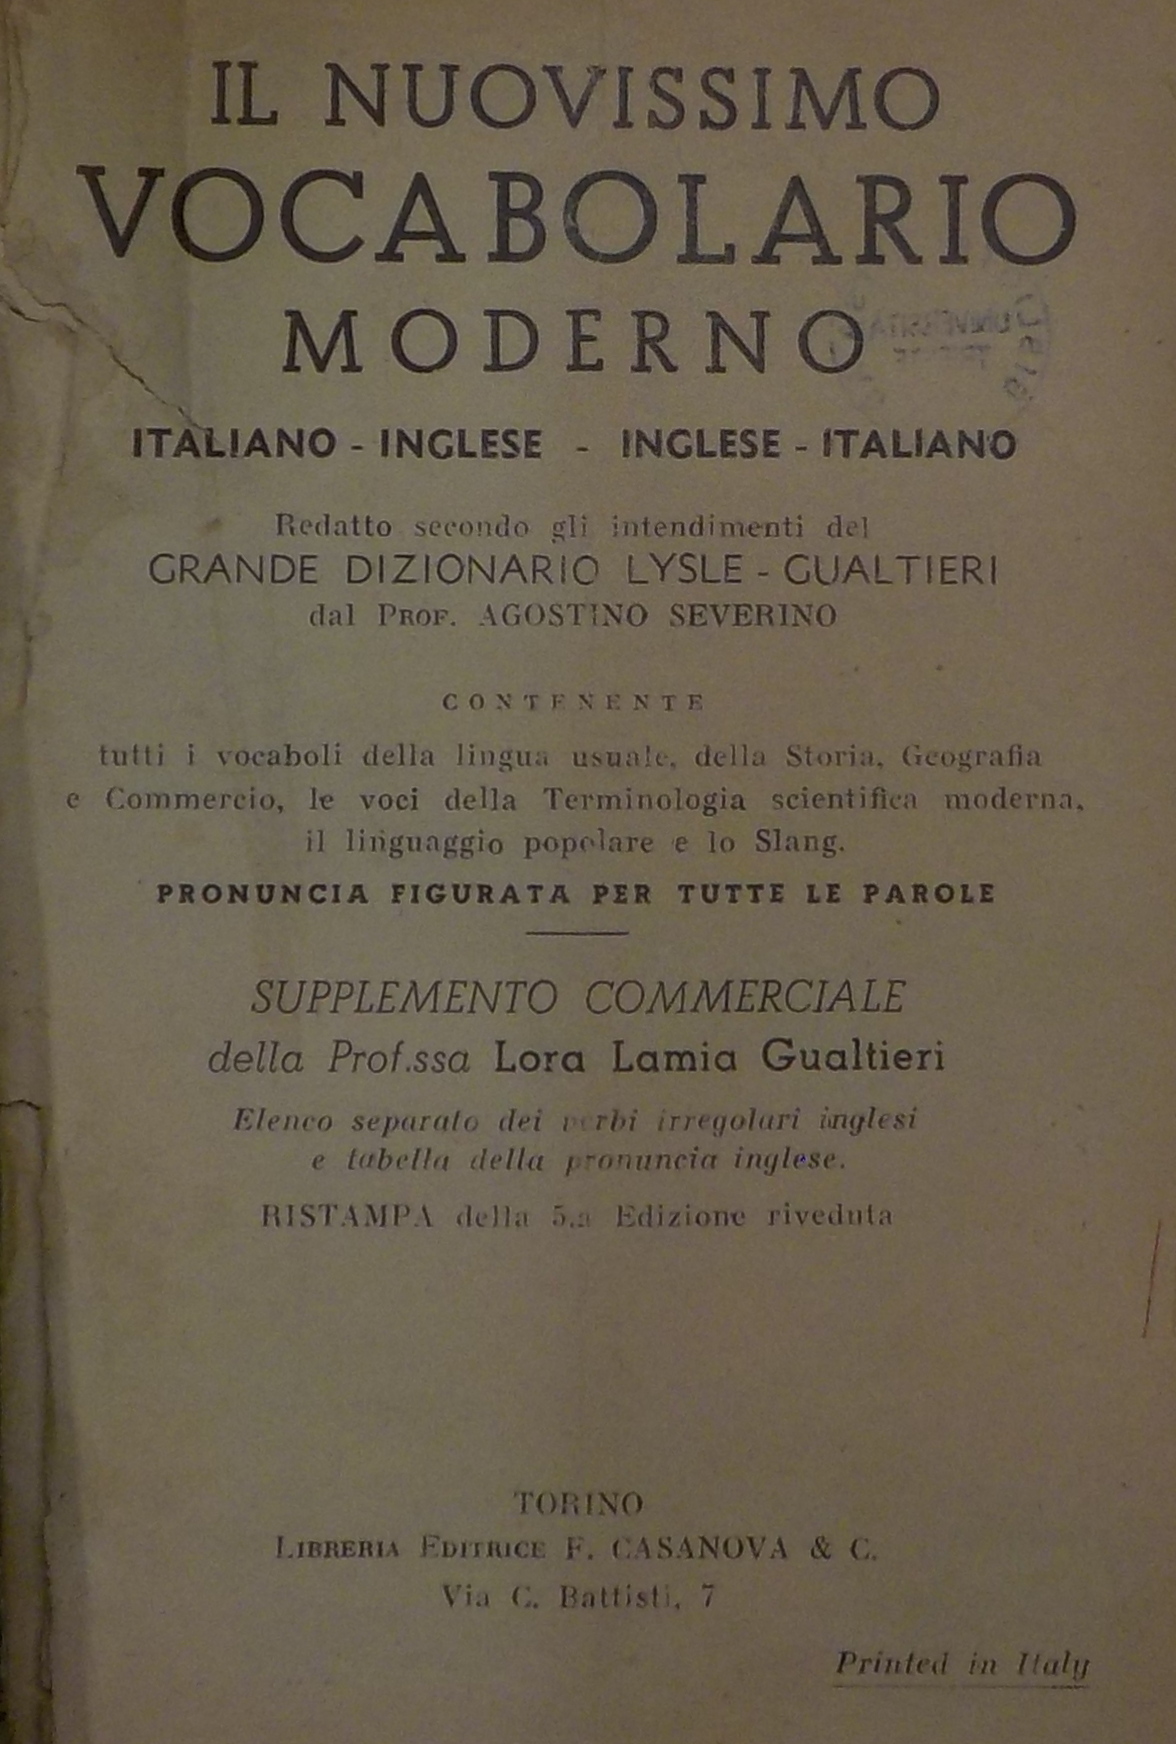 IL NUOVISSIMO
VOCABOLARIO
MODERNO
ITALIANO - INGLESE - INGLESE - ITALIANO
Redatto secondo gli intendimenti del
GRANDE DIZIONARIO LYSLE - GUALTIERI
dal PROF. AGOSTINO SEVERINO
CONTENENTE
tutti i vocaboli della lingua usuale, della Storia, Geografia
e Commercio, le voci della Terminologia scientifica moderna,
il linguaggio popolare e lo Slang.
PRONUNCIA FIGURATA PER TUTTE LE PAROLE
SUPPLEMENTO COMMERCIALE
della Prof.ssa Lora Lamia Gualtieri
Elenco separato dei verbi irregolari inglesi
e tabella della pronuncia inglese.
RISTAMPA della 5.a Edizione riveduta
TORINO
LIBRERIA EDITRICE F. CASANOVA & C.
Via C. Battisti, 7
Printed in Italy